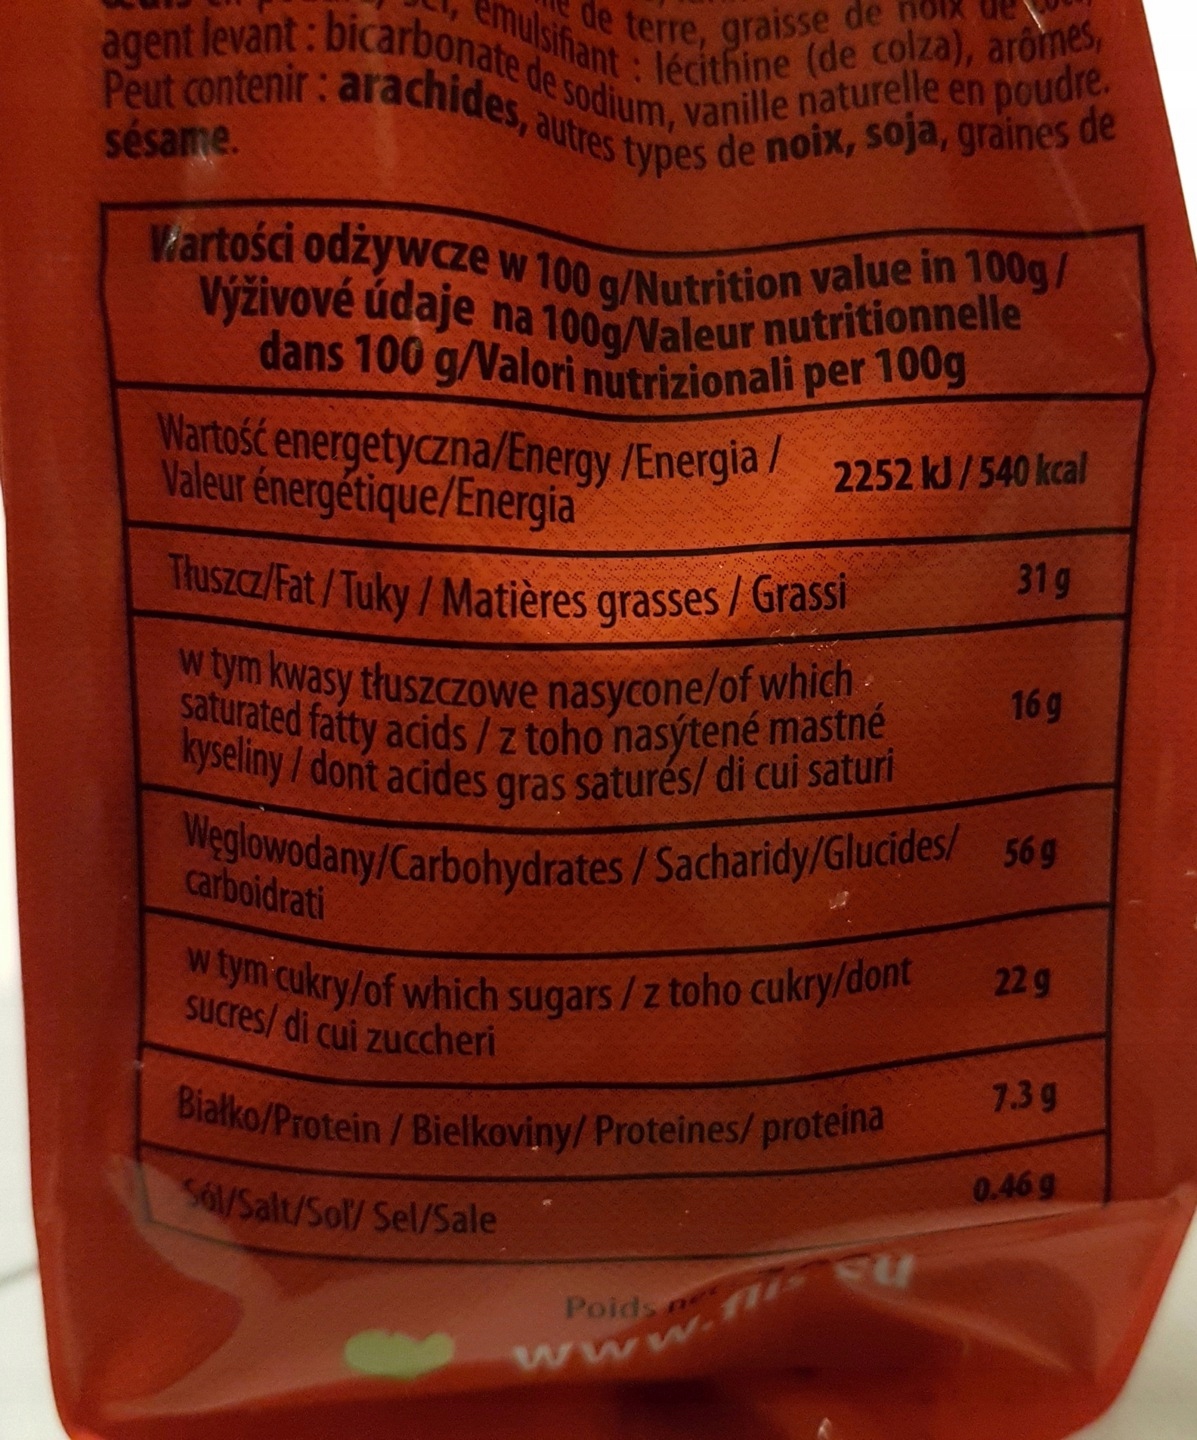 de terre, graisse de noix de
émulsifiant : lécithine (de colza), arômes,
agent levant : bicarbonate de sodium, vanille naturelle en poudre.
Peut contenir : arachides, autres types de noix, soja, graines de
sésame.
Wartości odżywcze w 100 g/Nutrition value in 100g /
Výživové údaje na 100g/Valeur nutritionnelle
dans 100 g/Valori nutrizionali per 100g
Wartość energetyczna/Energy /Energia /
Valeur énergétique/Energia
2252 kJ / 540 kcal
Tłuszcz/Fat / Tuky / Matières grasses / Grassi 31 g
w tym kwasy tłuszczowe nasycone/of which
saturated fatty acids / z toho nasýtené mastné
kyseliny / dont acides gras saturés/ di cui saturi
16 g
Węglowodany/Carbohydrates / Sacharidy/Glucides/
carboidrati
56 g
w tym cukry/of which sugars / z toho cukry/dont
sucres/ di cui zuccheri
22 g
Białko/Protein / Bielkoviny/ Proteines/ proteina 7.3 g
Sól/Salt/Soľ/ Sel/Sale 0.46 g
Poids
www.